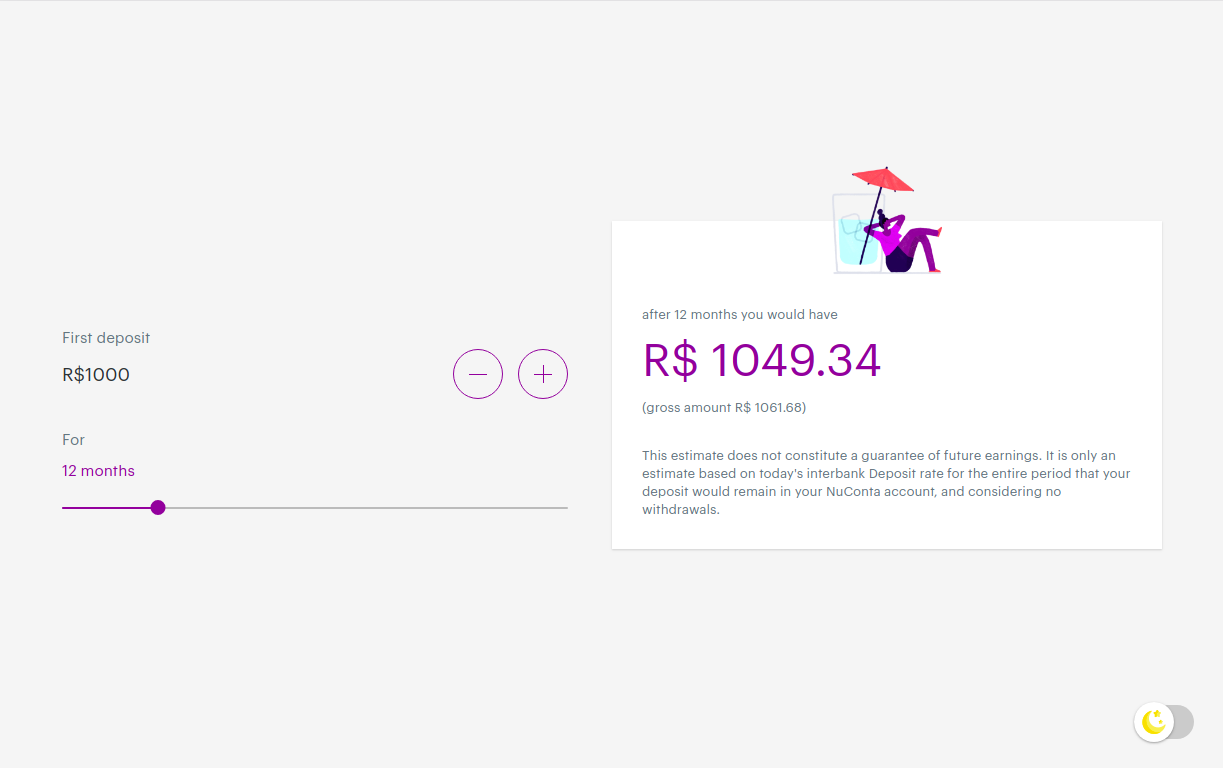 First deposit
R$1000
For
12 months
after 12 months you would have
R$ 1049.34
(gross amount R$ 1061.68)
This estimate does not constitute a guarantee of future earnings. It is only an
estimate based on today's interbank Deposit rate for the entire period that your
deposit would remain in your NuConta account, and considering no
withdrawals.